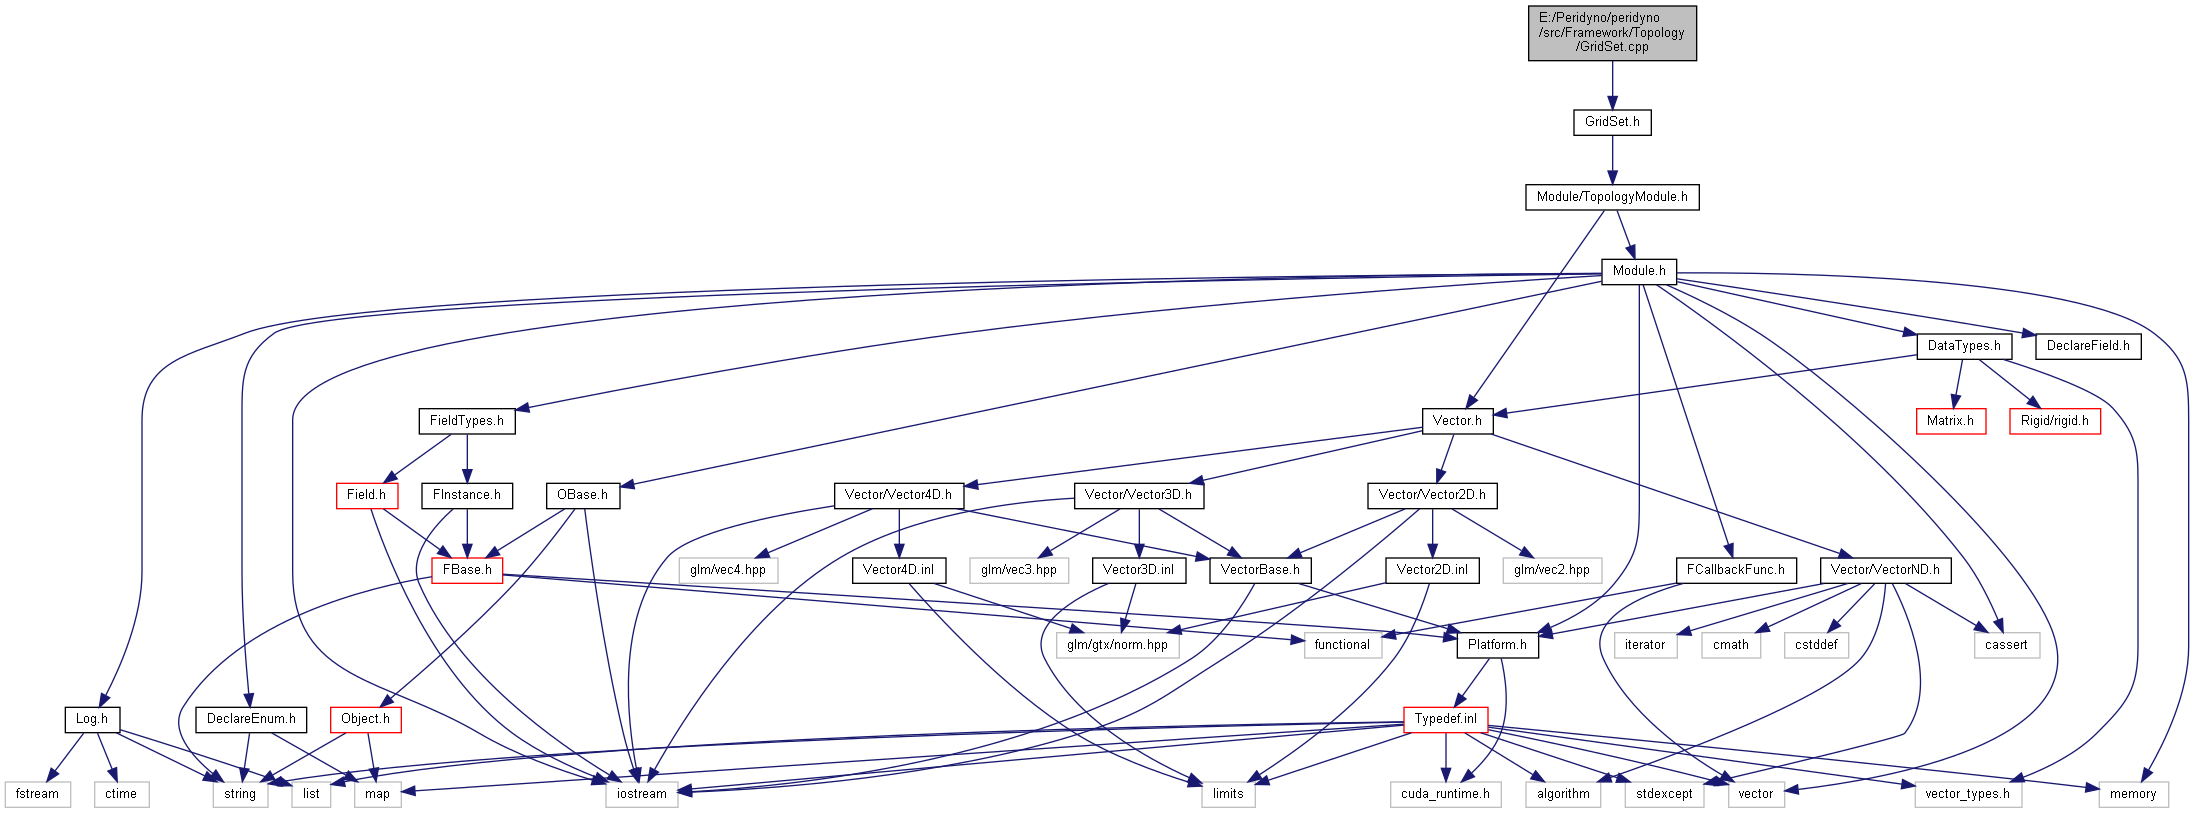 E:/Peridyno/peridyno
/src/Framework/Topology
/GridSet.cpp
GridSet.h
Module/TopologyModule.h
Module.h
DataTypes.h
DeclareField.h
FieldTypes.h
Vector.h
Matrix.h
Rigid/rigid.h
Field.h
FInstance.h
OBase.h
Vector/Vector4D.h
Vector/Vector3D.h
Vector/Vector2D.h
FBase.h
glm/vec4.hpp
Vector4D.inl
glm/vec3.hpp
Vector3D.inl
VectorBase.h
Vector2D.inl
glm/vec2.hpp
FCallbackFunc.h
Vector/VectorND.h
glm/gtx/norm.hpp
functional
Platform.h
iterator
cmath
cstddef
cassert
Log.h
DeclareEnum.h
Object.h
Typedef.inl
fstream
ctime
string
list
map
iostream
limits
cuda_runtime.h
algorithm
stdexcept
vector
vector_types.h
memory